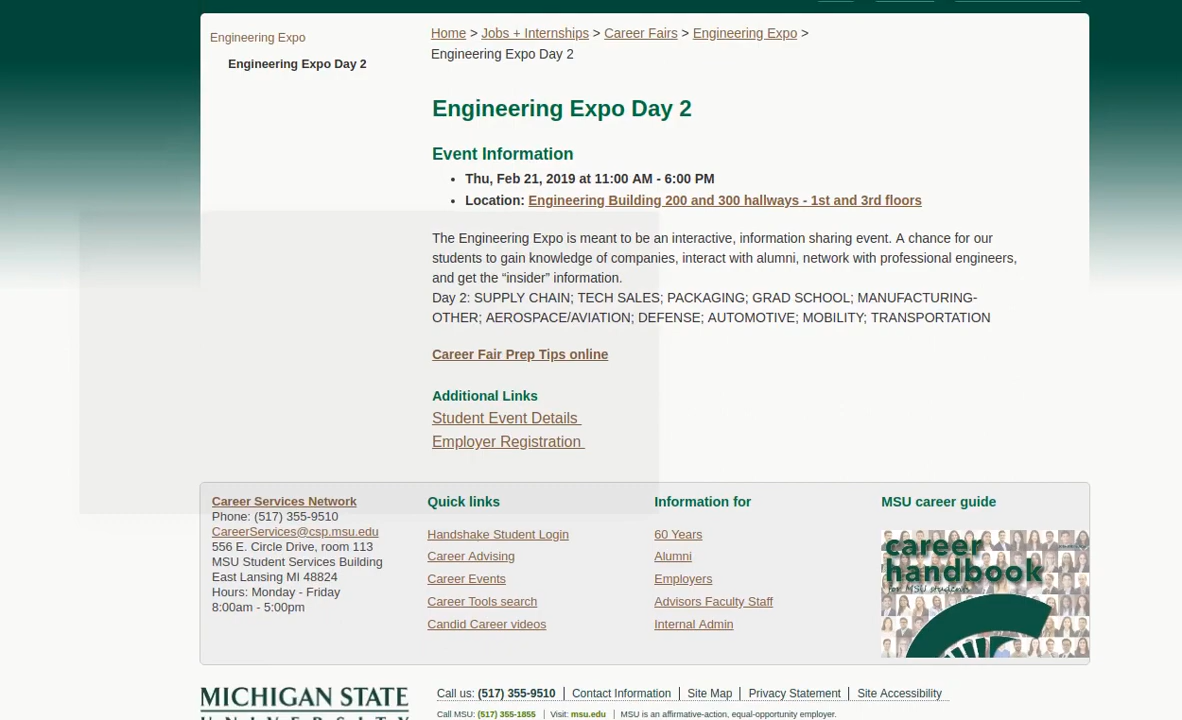 Engineering Expo
Engineering Expo Day 2
Home > Jobs + Internships > Career Fairs > Engineering Expo >
Engineering Expo Day 2
Engineering Expo Day 2
Event Information
• Thu, Feb 21, 2019 at 11:00 AM - 6:00 PM
• Location: Engineering Building 200 and 300 hallways - 1st and 3rd floors
The Engineering Expo is meant to be an interactive, information sharing event. A chance for our
students to gain knowledge of companies, interact with alumni, network with professional engineers,
and get the “insider” information.
Day 2: SUPPLY CHAIN; TECH SALES; PACKAGING; GRAD SCHOOL; MANUFACTURING-
OTHER; AEROSPACE/AVIATION; DEFENSE; AUTOMOTIVE; MOBILITY; TRANSPORTATION
Career Fair Prep Tips online
Additional Links
Student Event Details
Employer Registration
Career Services Network
Phone: (517) 355-9510
CareerServices@csp.msu.edu
556 E. Circle Drive, room 113
MSU Student Services Building
East Lansing MI 48824
Hours: Monday - Friday
8:00am - 5:00pm
Quick links
Handshake Student Login
Career Advising
Career Events
Career Tools search
Candid Career videos
Information for
60 Years
Alumni
Employers
Advisors Faculty Staff
Internal Admin
MSU career guide
career
handbook
for MSU students
MICHIGAN STATE
UNIVERSITY
Call us: (517) 355-9510 | Contact Information | Site Map | Privacy Statement | Site Accessibility
Call MSU: (517) 355-1855 | Visit: msu.edu | MSU is an affirmative-action, equal-opportunity employer.